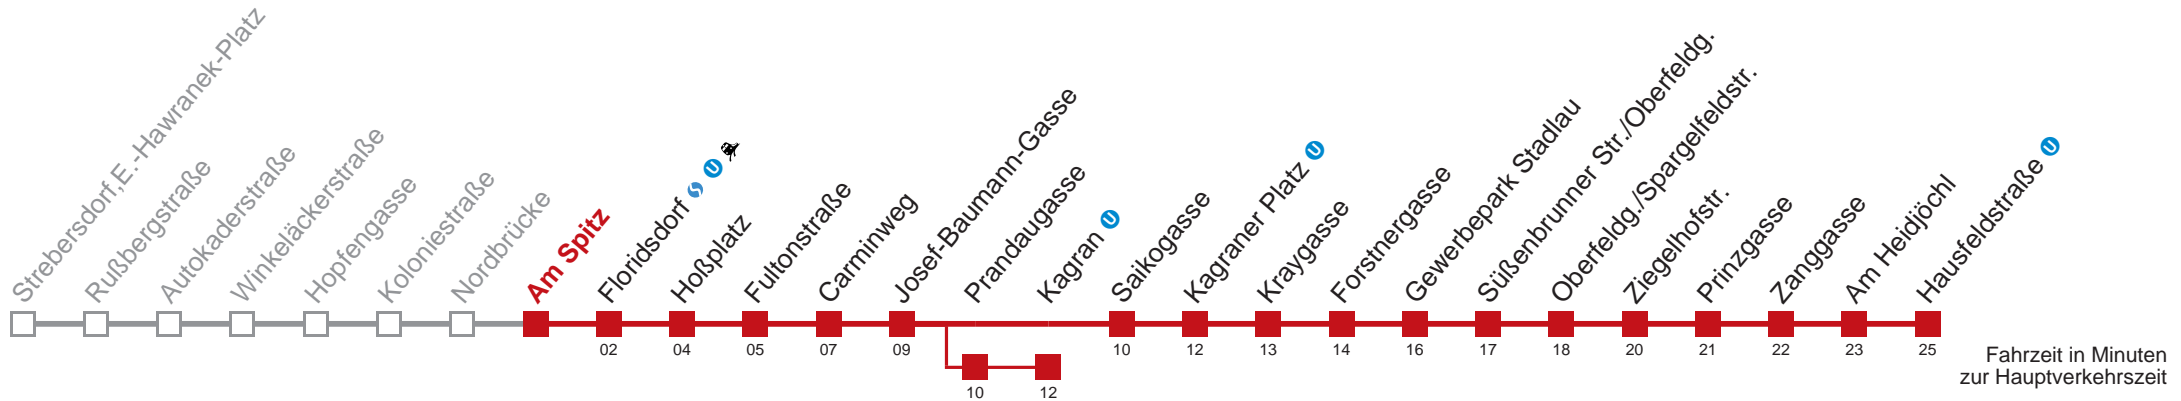 Strebersdorf,E.-Hawranek-Platz
Rußbergstraße
Autokaderstraße
Winkeläckerstraße
Hopfengasse
Koloniestraße
Nordbrücke
Am Spitz
Floridsdorf S U
Hoßplatz
Fultonstraße
Carminweg
Josef-Baumann-Gasse
Prandaugasse
Kagran U
Saikogasse
Kagraner Platz U
Kraygasse
Forstnergasse
Gewerbepark Stadlau
Süßenbrunner Str./Oberfeldg.
Oberfeldg./Spargelfeldstr.
Ziegelhofstr.
Prinzgasse
Zanggasse
Am Heidjöchl
Hausfeldstraße U
02 04 05 07 09 10 12 13 14 16 17 18 20 21 22 23 25
10 12
Fahrzeit in Minuten
zur Hauptverkehrszeit